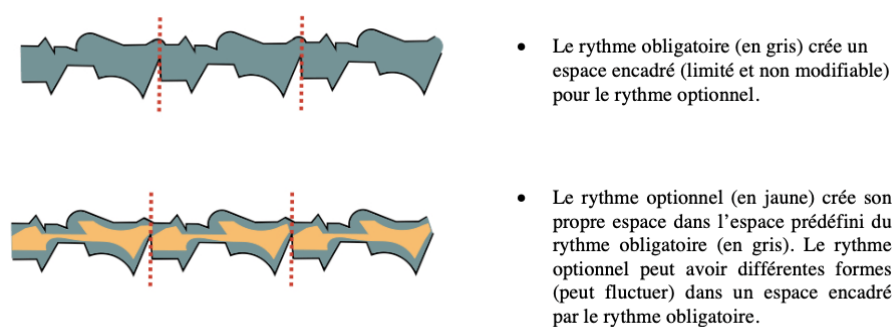 • Le rythme obligatoire (en gris) crée un
espace encadré (limité et non modifiable)
pour le rythme optionnel.
• Le rythme optionnel (en jaune) crée son
propre espace dans l’espace prédéfini du
rythme obligatoire (en gris). Le rythme
optionnel peut avoir différentes formes
(peut fluctuer) dans un espace encadré
par le rythme obligatoire.